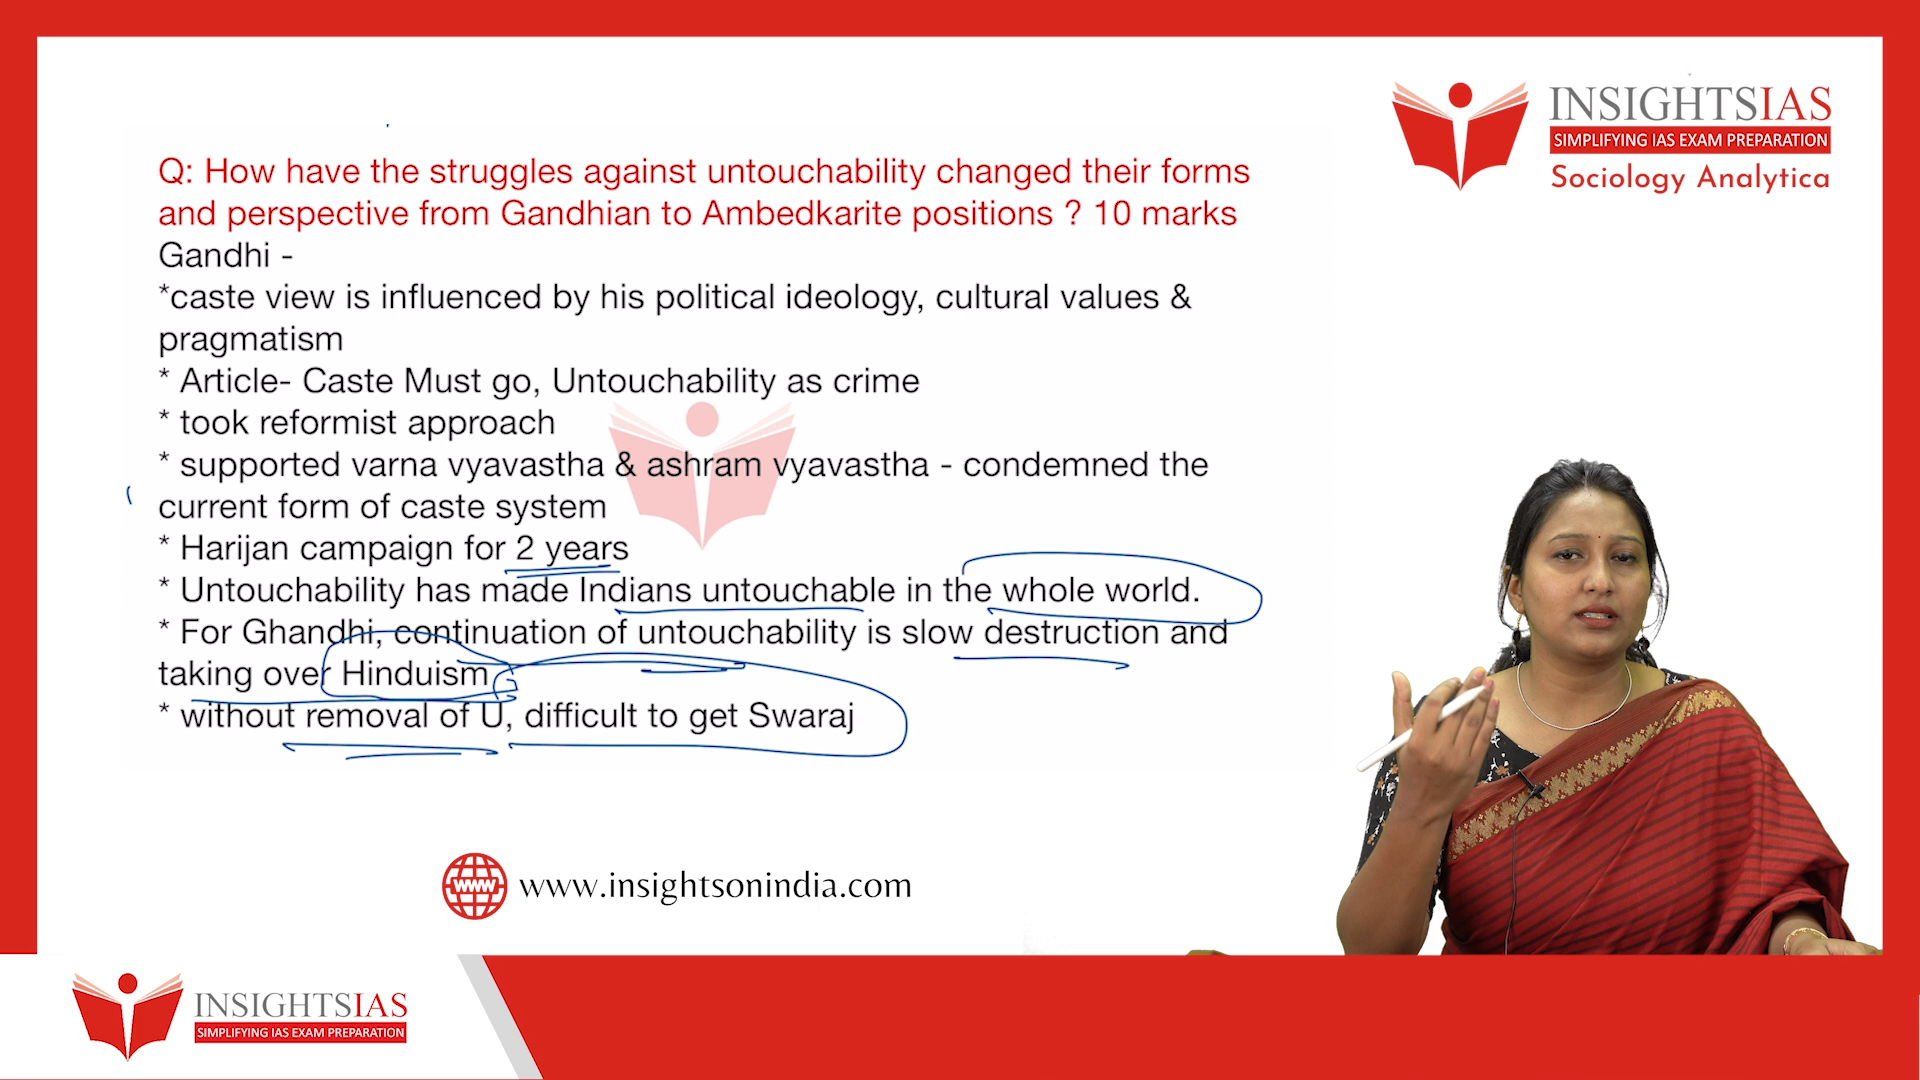 INSIGHTSIAS
SIMPLIFYING IAS EXAM PREPARATION
Sociology Analytica
Q: How have the struggles against untouchability changed their forms
and perspective from Gandhian to Ambedkarite positions ? 10 marks
Gandhi -
*caste view is influenced by his political ideology, cultural values &
pragmatism
* Article- Caste Must go, Untouchability as crime
* took reformist approach
* supported varna vyavastha & ashram vyavastha - condemned the
current form of caste system
* Harijan campaign for 2 years
* Untouchability has made Indians untouchable in the whole world.
* For Ghandhi, continuation of untouchability is slow destruction and
taking over Hinduism
* without removal of U, difficult to get Swaraj
www www.insightsonindia.com
INSIGHTSIAS
SIMPLIFYING IAS EXAM PREPARATION